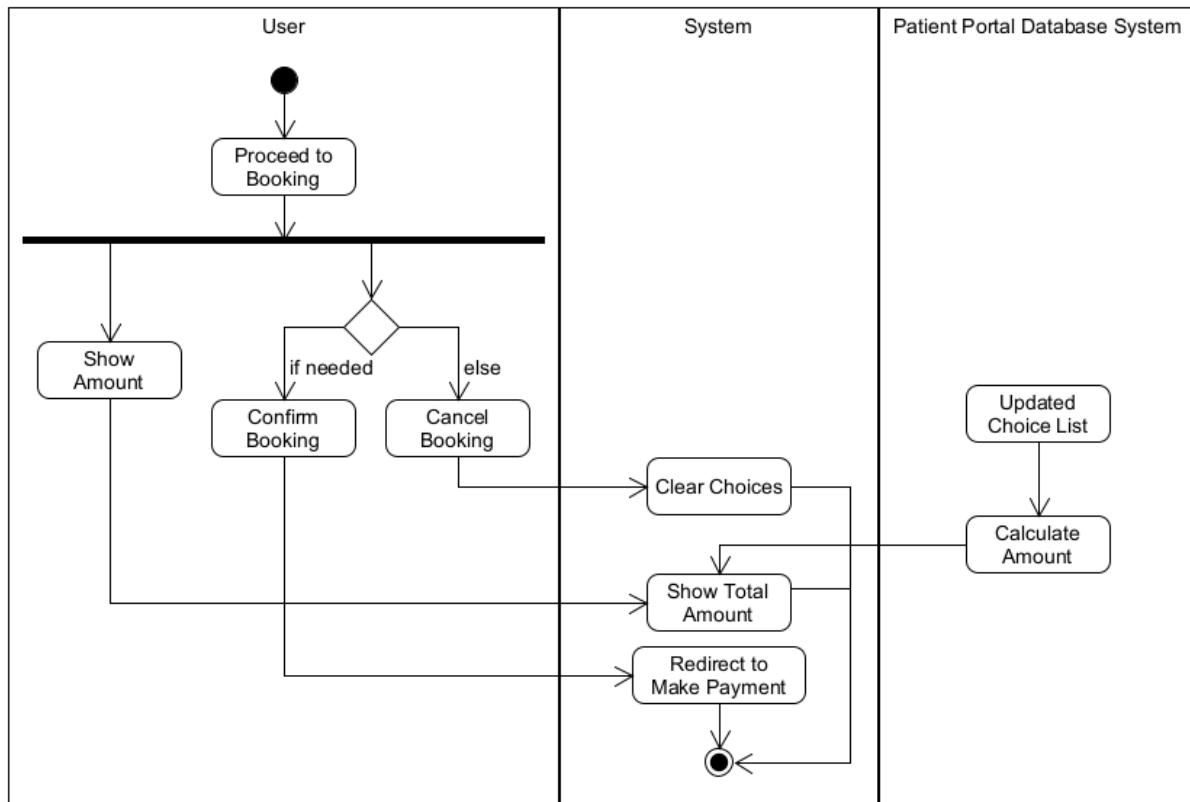 User
System
Patient Portal Database System
Proceed to
Booking
Show
Amount
if needed
else
Confirm
Booking
Cancel
Booking
Updated
Choice List
Clear Choices
Calculate
Amount
Show Total
Amount
Redirect to
Make Payment